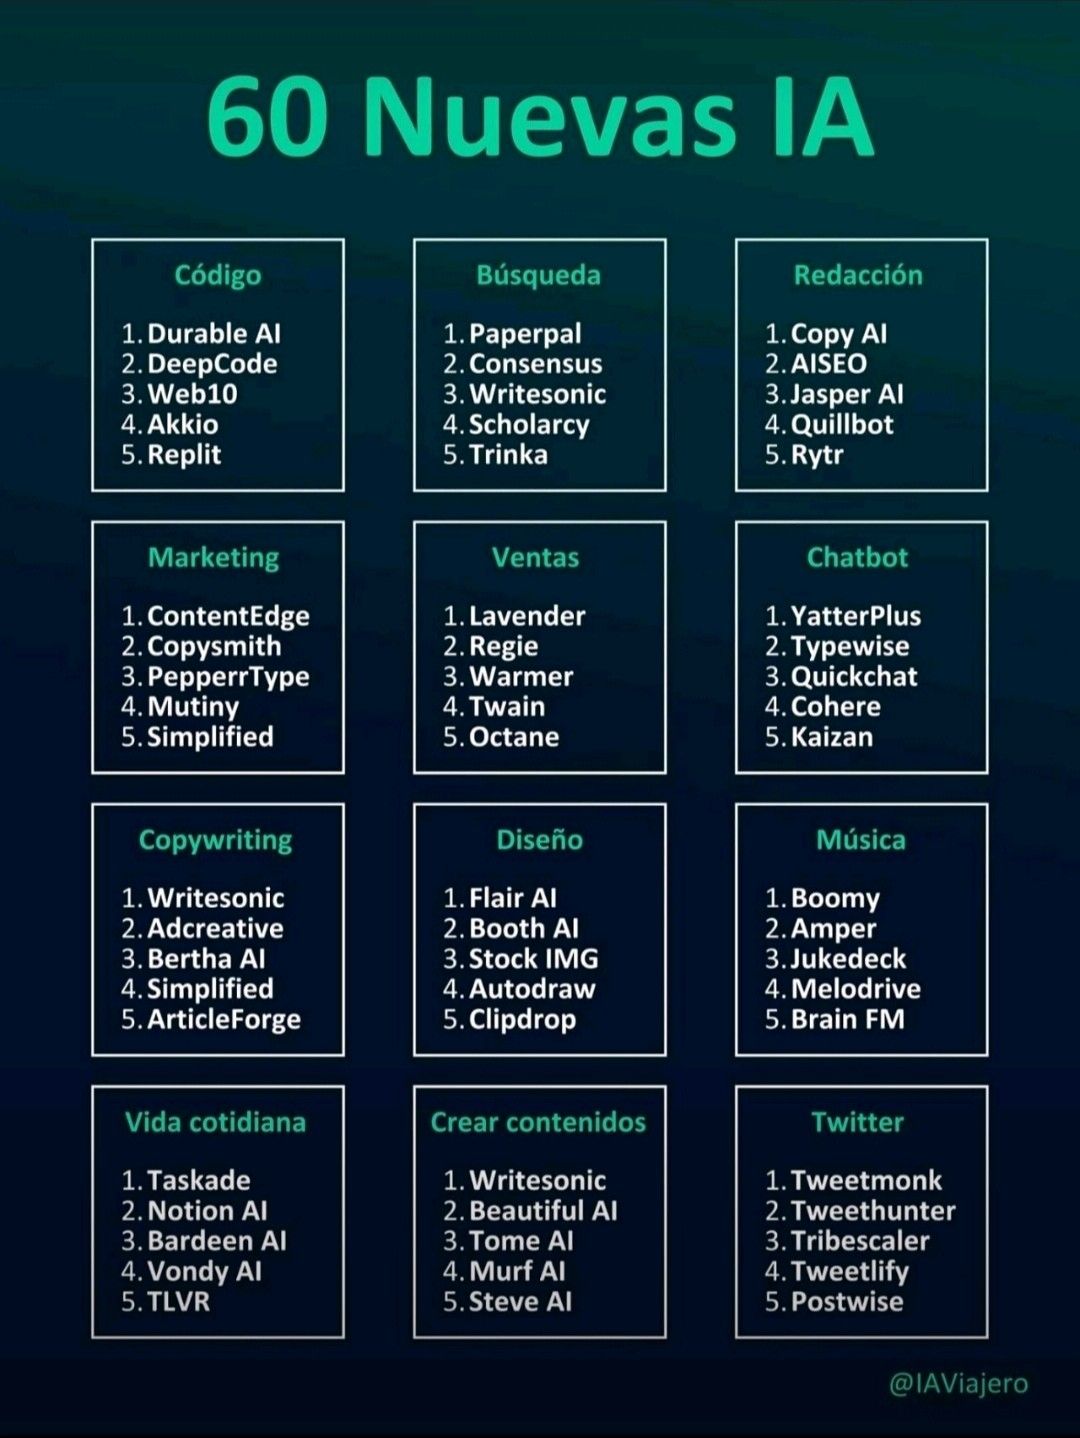 60 Nuevas IA
Código
1. Durable AI
2. DeepCode
3. Web10
4. Akkio
5. Replit
Búsqueda
1. Paperpal
2. Consensus
3. Writesonic
4. Scholarcy
5. Trinka
Redacción
1. Copy AI
2. AISEO
3. Jasper AI
4. Quillbot
5. Rytr
Marketing
1. ContentEdge
2. Copysmith
3. PepperrType
4. Mutiny
5. Simplified
Ventas
1. Lavender
2. Regie
3. Warmer
4. Twain
5. Octane
Chatbot
1. YatterPlus
2. Typewise
3. Quickchat
4. Cohere
5. Kaizan
Copywriting
1. Writesonic
2. Adcreative
3. Bertha AI
4. Simplified
5. ArticleForge
Diseño
1. Flair AI
2. Booth AI
3. Stock IMG
4. Autodraw
5. Clipdrop
Música
1. Boomy
2. Amper
3. Jukedeck
4. Melodrive
5. Brain FM
Vida cotidiana
1. Taskade
2. Notion AI
3. Bardeen AI
4. Vondy AI
5. TLVR
Crear contenidos
1. Writesonic
2. Beautiful AI
3. Tome AI
4. Murf AI
5. Steve AI
Twitter
1. Tweetmonk
2. Tweethunter
3. Tribescaler
4. Tweetlify
5. Postwise
@IAViajero